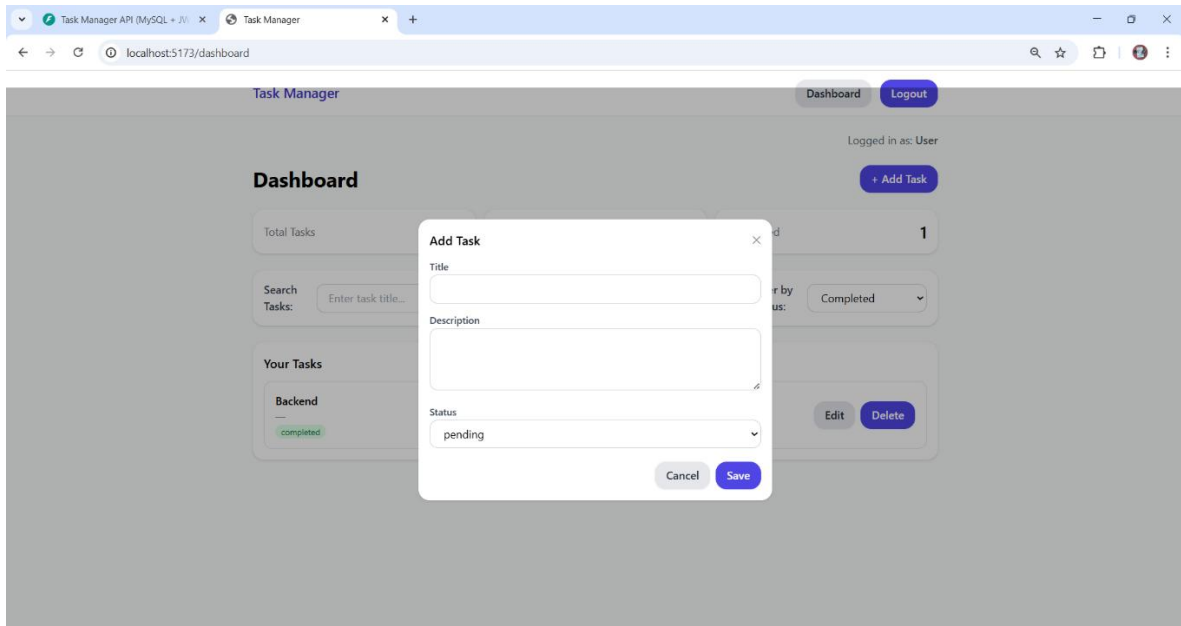 Task Manager API (MySQL + JW
Task Manager
localhost:5173/dashboard
Task Manager
Dashboard
Logout
Logged in as: User
Dashboard
+ Add Task
Total Tasks
1
Add Task
Title
Description
Status
pending
Cancel
Save
Search
Tasks:
Enter task title...
by
Completed
Your Tasks
Backend
—
completed
Edit
Delete